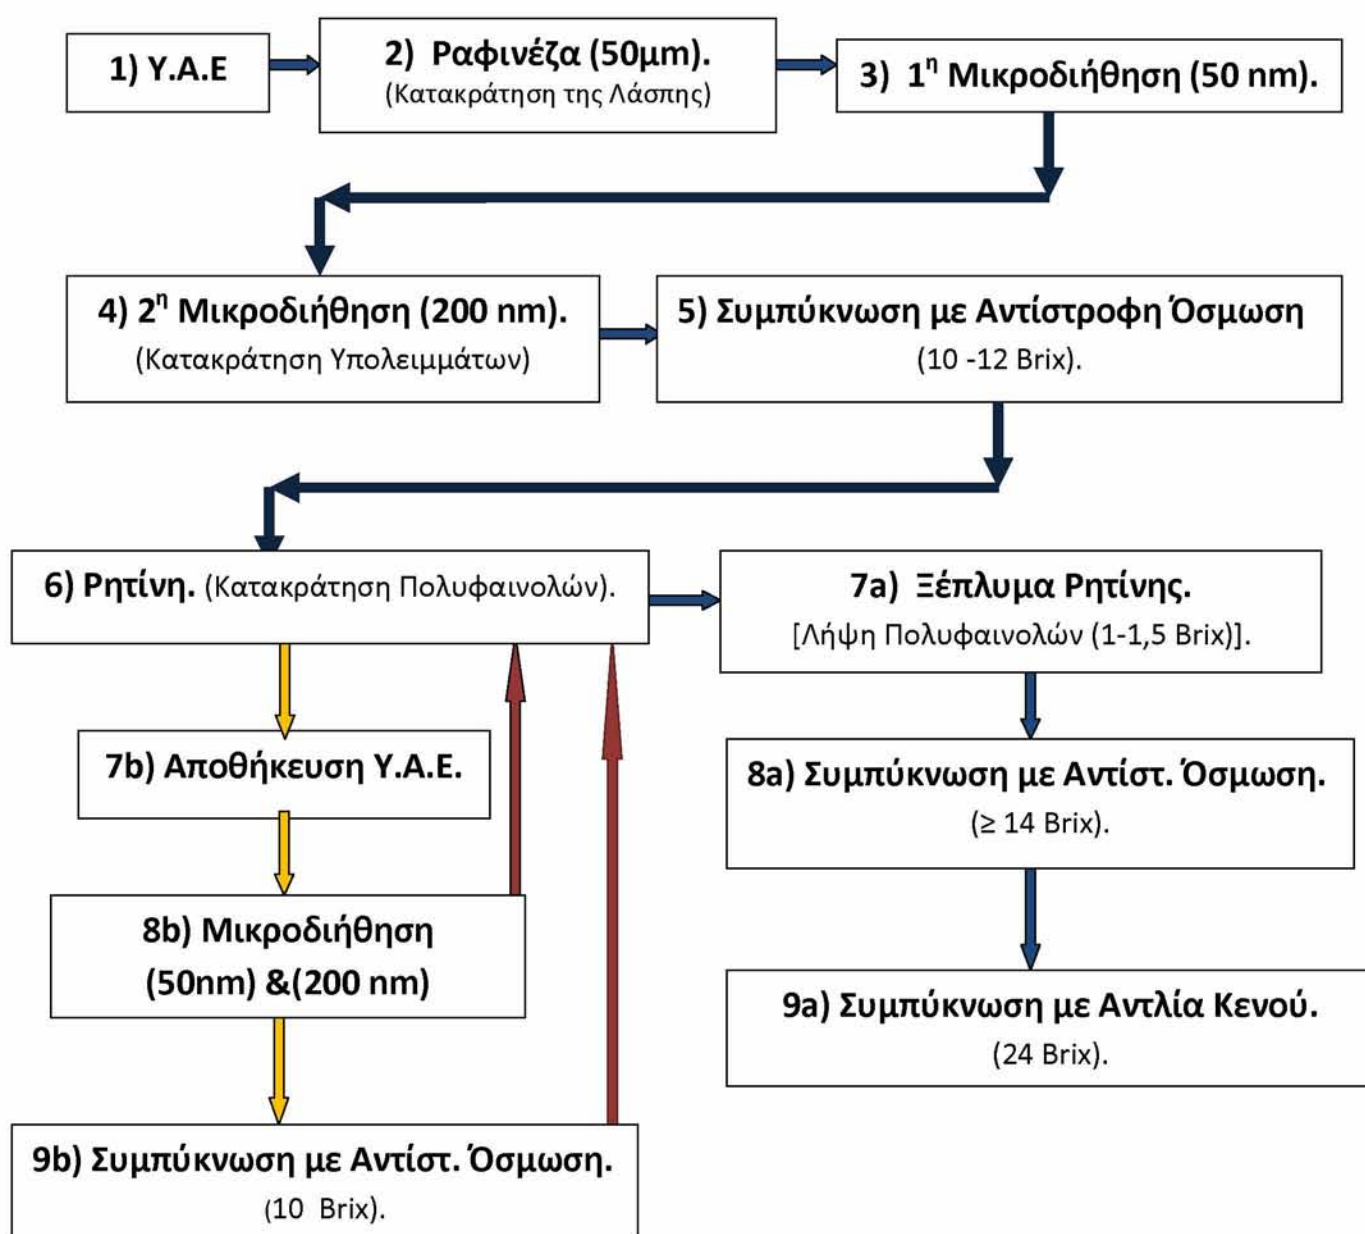 1) Υ.Α.Ε
2) Ραφινέζα (50μm).
(Κατακράτηση της Λάσπης)
3) 1η Μικροδιήθηση (50 nm).
4) 2η Μικροδιήθηση (200 nm).
(Κατακράτηση Υπολειμμάτων)
5) Συμπύκνωση με Αντίστροφη Όσμωση
(10 -12 Brix).
6) Ρητίνη. (Κατακράτηση Πολυφαινολών).
7a) Ξέπλυμα Ρητίνης.
[Λήψη Πολυφαινολών (1-1,5 Brix)].
7b) Αποθήκευση Υ.Α.Ε.
8a) Συμπύκνωση με Αντίστ. Όσμωση.
(≥ 14 Brix).
8b) Μικροδιήθηση
(50nm) &(200 nm)
9a) Συμπύκνωση με Αντλία Κενού.
(24 Brix).
9b) Συμπύκνωση με Αντίστ. Όσμωση.
(10 Brix).